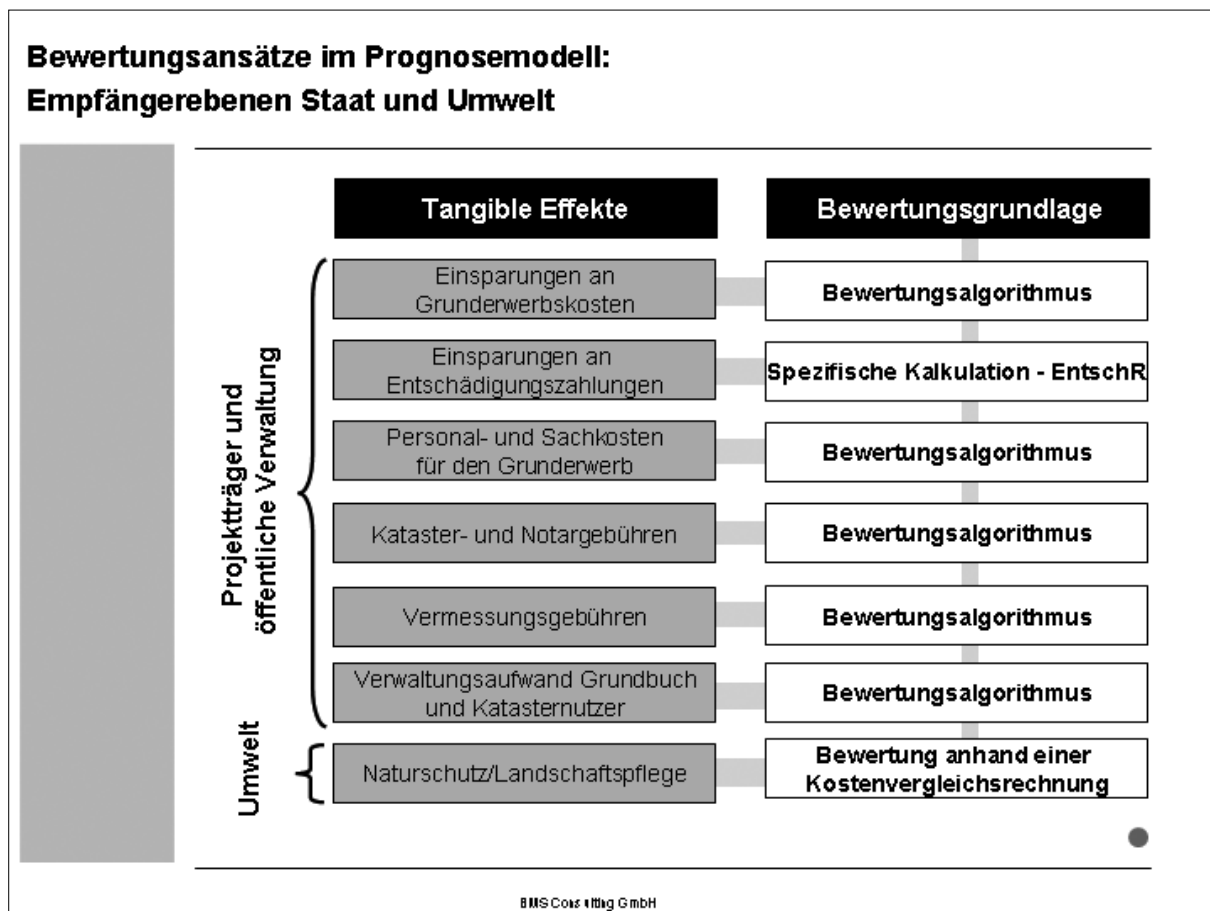 Bewertungsansätze im Prognosemodell:
Empfängerebenen Staat und Umwelt
Tangible Effekte
Bewertungsgrundlage
Projektträger und
öffentliche Verwaltung
Einsparungen an
Grunderwerbskosten
Bewertungsalgorithmus
Einsparungen an
Entschädigungszahlungen
Spezifische Kalkulation - EntschR
Personal- und Sachkosten
für den Grunderwerb
Bewertungsalgorithmus
Kataster- und Notargebühren
Bewertungsalgorithmus
Vermessungsgebühren
Bewertungsalgorithmus
Verwaltungsaufwand Grundbuch
und Katasternutzer
Bewertungsalgorithmus
Umwelt
Naturschutz/Landschaftspflege
Bewertung anhand einer
Kostenvergleichsrechnung
BMS Consulting GmbH